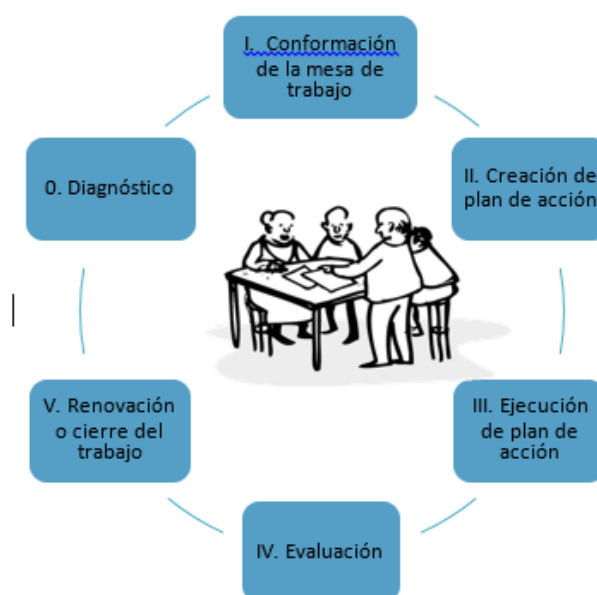 I. Conformación
de la mesa de
trabajo
0. Diagnóstico
II. Creación de
plan de acción
V. Renovación
o cierre del
trabajo
III. Ejecución
de plan de
acción
IV. Evaluación